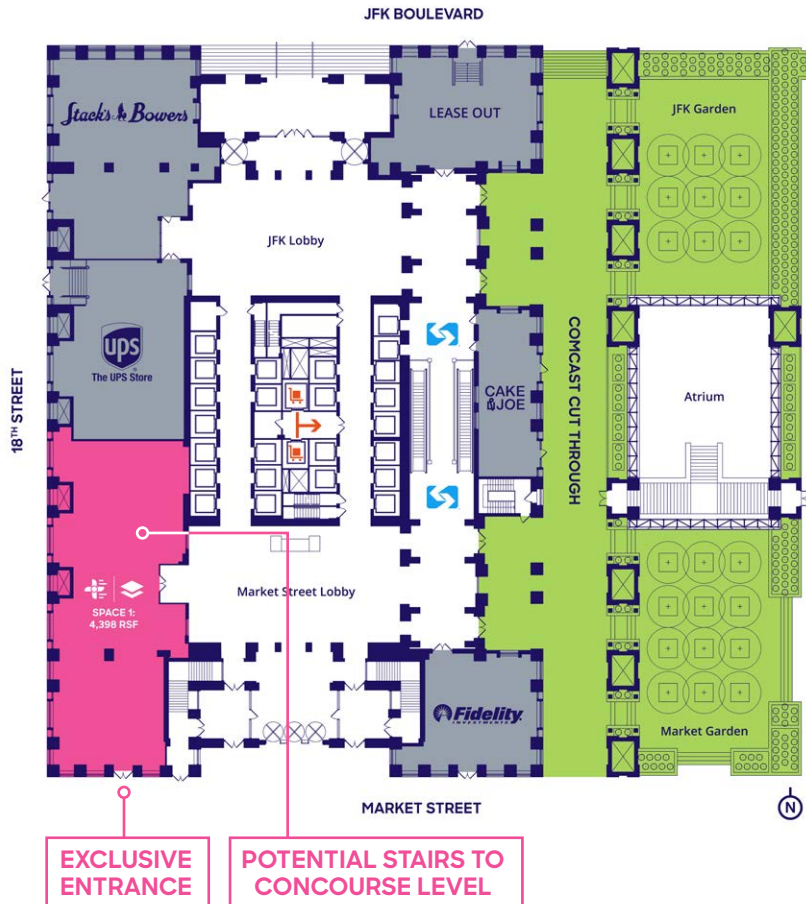 JFK BOULEVARD
Stack's Bowers
LEASE OUT
JFK Garden
JFK Lobby
ups
The UPS Store
18TH STREET
CAKE
& JOE
COMCAST CUT THROUGH
Atrium
SPACE 1:
4,398 RSF
Market Street Lobby
Fidelity
INVESTMENTS
Market Garden
MARKET STREET
N
EXCLUSIVE
ENTRANCE
POTENTIAL STAIRS TO
CONCOURSE LEVEL